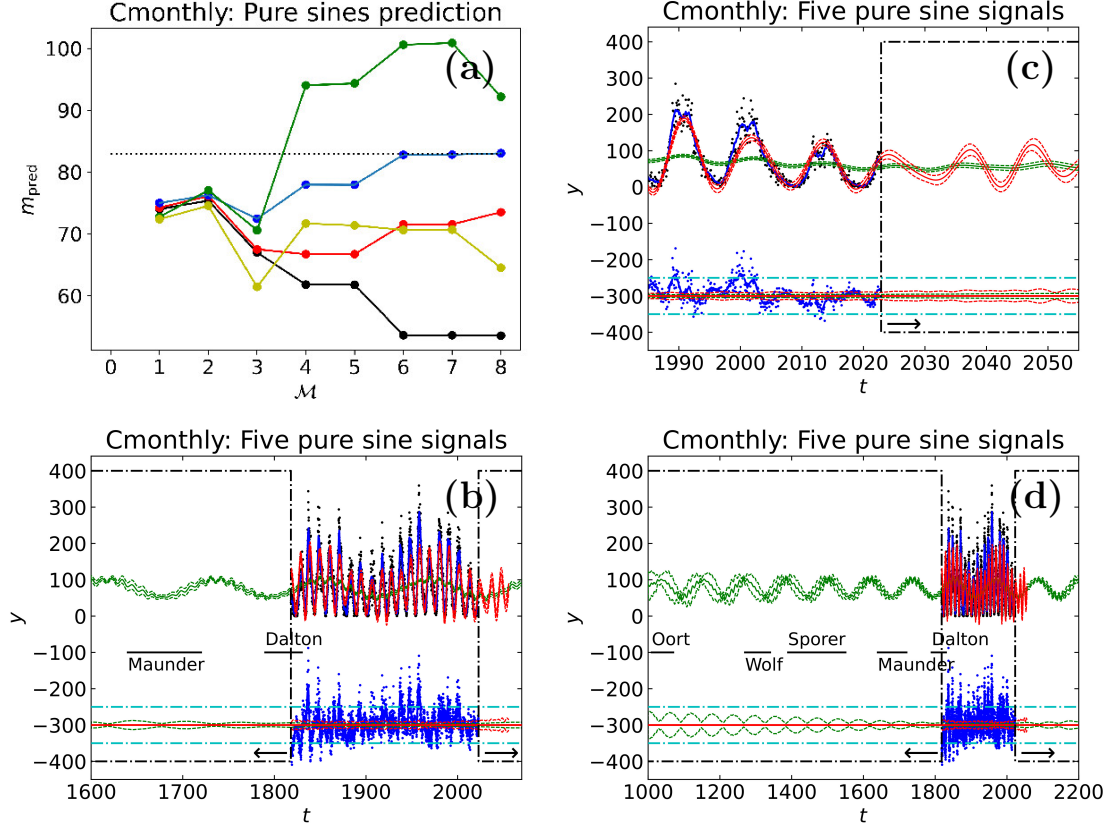 Cmonthly: Pure sines prediction
(a)
100
90
80
70
60
m_pred
0 1 2 3 4 5 6 7 8
ℳ
Cmonthly: Five pure sine signals
(c)
400
300
200
100
0
−100
−200
−300
−400
y
1990 2000 2010 2020 2030 2040 2050
t
Cmonthly: Five pure sine signals
(b)
400
300
200
100
0
−100
−200
−300
−400
y
Dalton
Maunder
1600 1700 1800 1900 2000
t
Cmonthly: Five pure sine signals
(d)
400
300
200
100
0
−100
−200
−300
−400
y
Oort Sporer Dalton
Wolf Maunder
1000 1200 1400 1600 1800 2000 2200
t